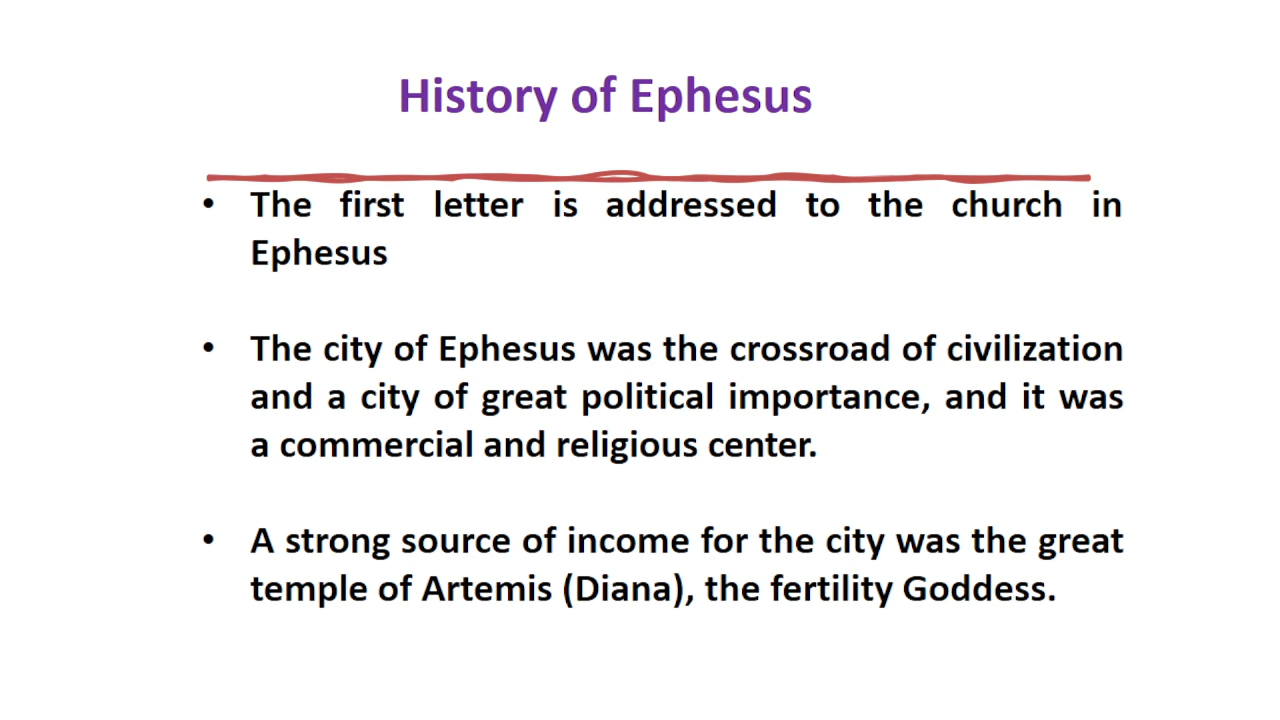 History of Ephesus
• The first letter is addressed to the church in
Ephesus
• The city of Ephesus was the crossroad of civilization
and a city of great political importance, and it was
a commercial and religious center.
• A strong source of income for the city was the great
temple of Artemis (Diana), the fertility Goddess.